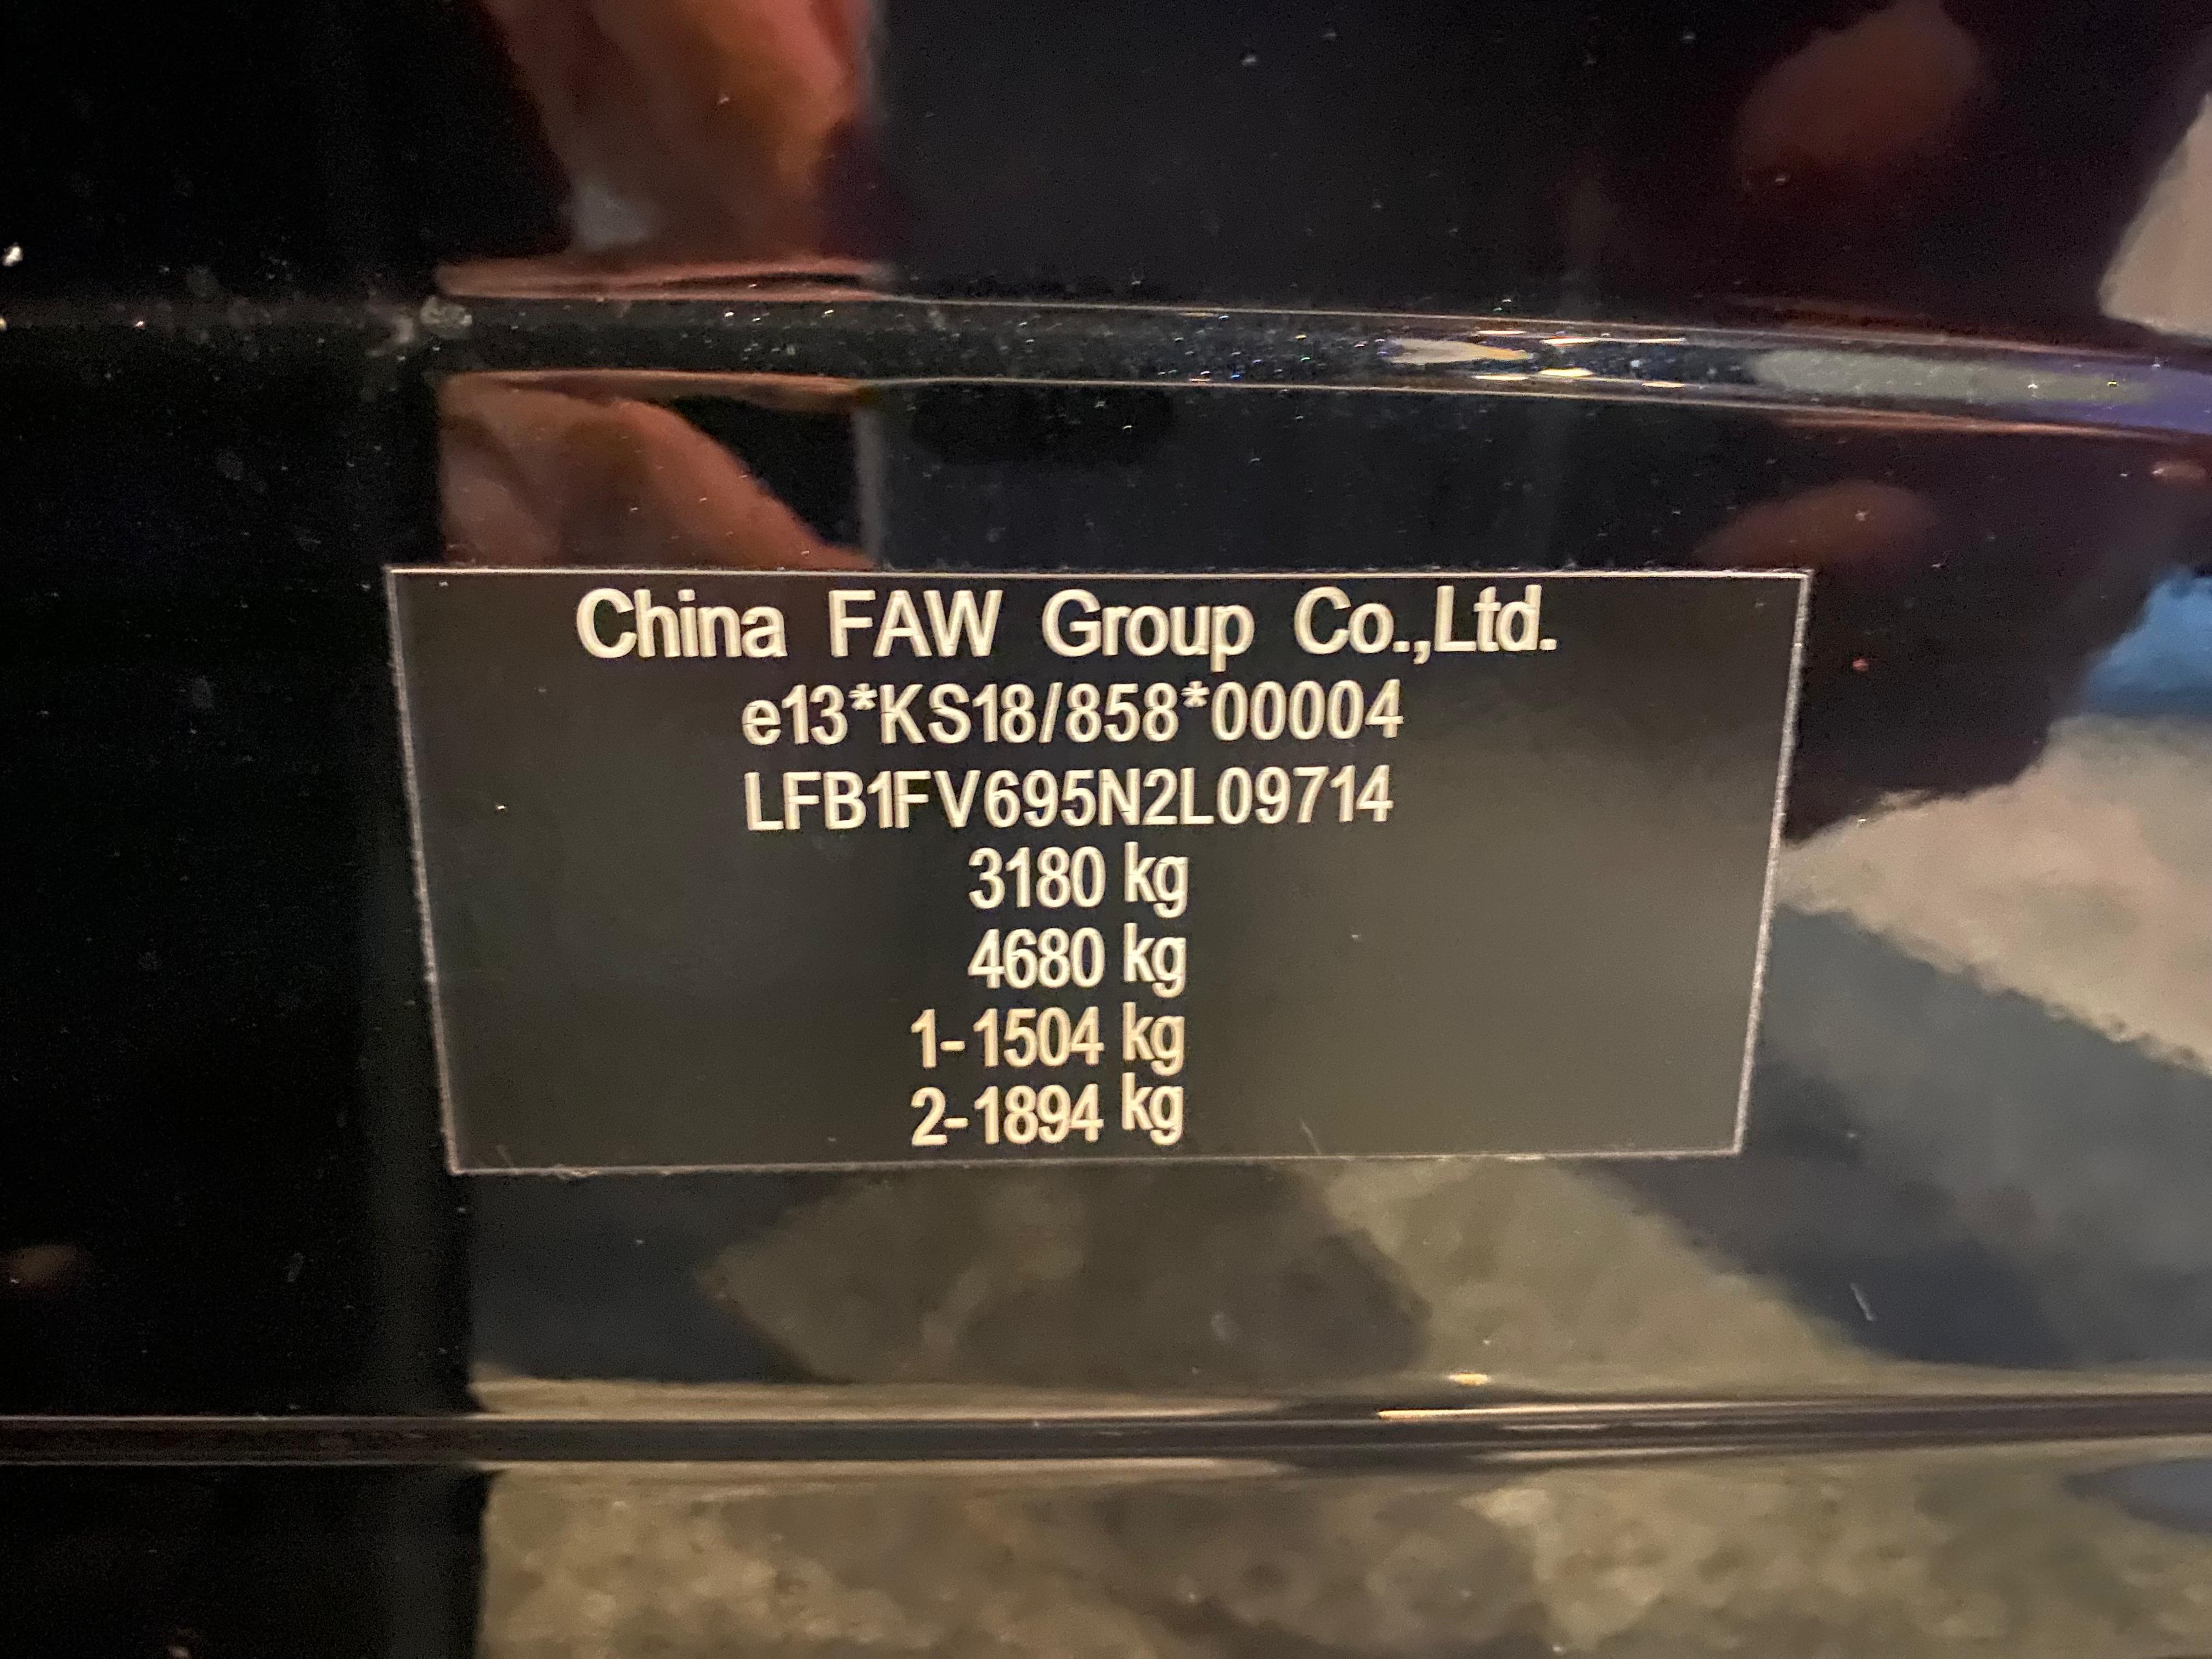 China FAW Group Co.,Ltd.
e13*KS18/858*00004
LFB1FV695N2L09714
3180 kg
4680 kg
1-1504 kg
2-1894 kg